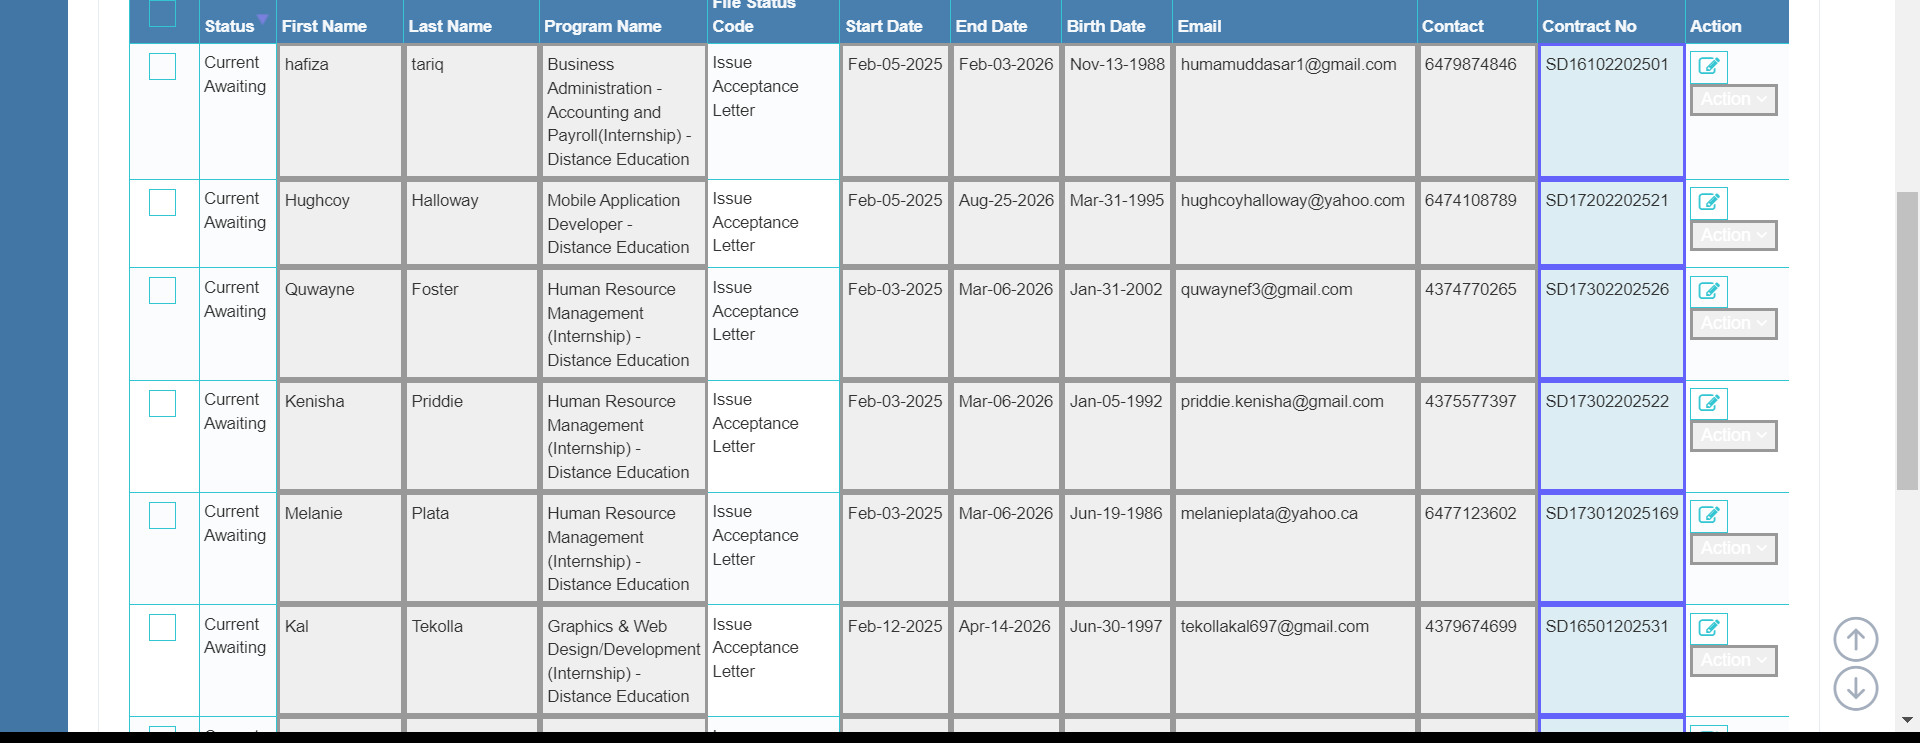 File Status
Status First Name Last Name Program Name Code Start Date End Date Birth Date Email Contact Contract No Action
Current hafiza tariq Business Issue Feb-05-2025 Feb-03-2026 Nov-13-1988 humamuddasar1@gmail.com 6479874846 SD16102202501
Awaiting Administration - Acceptance Action
Accounting and Letter
Payroll(Internship) -
Distance Education
Current Hughcoy Halloway Mobile Application Issue Feb-05-2025 Aug-25-2026 Mar-31-1995 hughcoyhalloway@yahoo.com 6474108789 SD17202202521
Awaiting Developer - Acceptance Action
Distance Education Letter
Current Quwayne Foster Human Resource Issue Feb-03-2025 Mar-06-2026 Jan-31-2002 quwaynef3@gmail.com 4374770265 SD17302202526
Awaiting Management Acceptance Action
(Internship) - Letter
Distance Education
Current Kenisha Priddie Human Resource Issue Feb-03-2025 Mar-06-2026 Jan-05-1992 priddie.kenisha@gmail.com 4375577397 SD17302202522
Awaiting Management Acceptance Action
(Internship) - Letter
Distance Education
Current Melanie Plata Human Resource Issue Feb-03-2025 Mar-06-2026 Jun-19-1986 melanieplata@yahoo.ca 6477123602 SD173012025169
Awaiting Management Acceptance Action
(Internship) - Letter
Distance Education
Current Kal Tekolla Graphics & Web Issue Feb-12-2025 Apr-14-2026 Jun-30-1997 tekollakal697@gmail.com 4379674699 SD16501202531
Awaiting Design/Development Acceptance Action
(Internship) - Letter
Distance Education